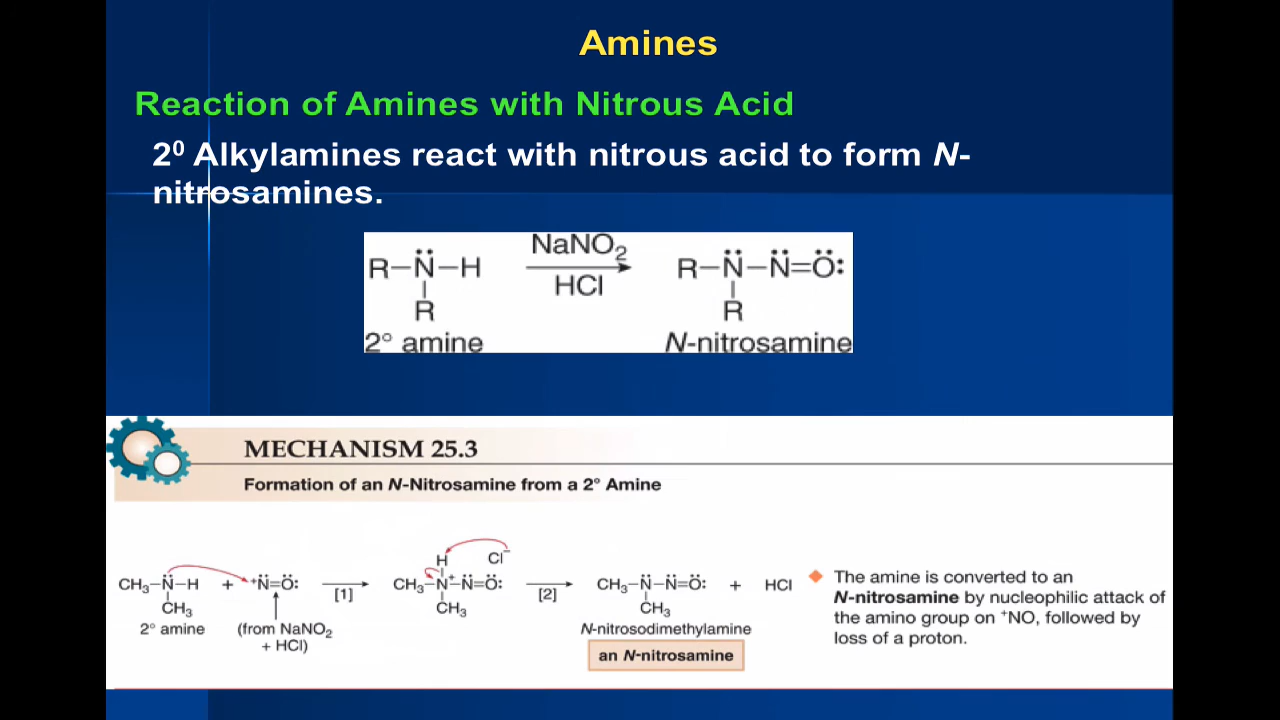 Amines
Reaction of Amines with Nitrous Acid
2⁰ Alkylamines react with nitrous acid to form N-
nitrosamines.
R–N̈–H NaNO₂ R–N̈–N̈=Ö:
HCl
R R
2° amine N-nitrosamine
MECHANISM 25.3
Formation of an N-Nitrosamine from a 2° Amine
H Cl⁻
CH₃–N̈–H + ⁺N̈=Ö: [1] CH₃–N⁺–N̈=Ö: [2] CH₃–N̈–N̈=Ö: + HCl
CH₃ CH₃ CH₃
2° amine (from NaNO₂ N-nitrosodimethylamine
+ HCl) an N-nitrosamine
The amine is converted to an
N-nitrosamine by nucleophilic attack of
the amino group on ⁺NO, followed by
loss of a proton.